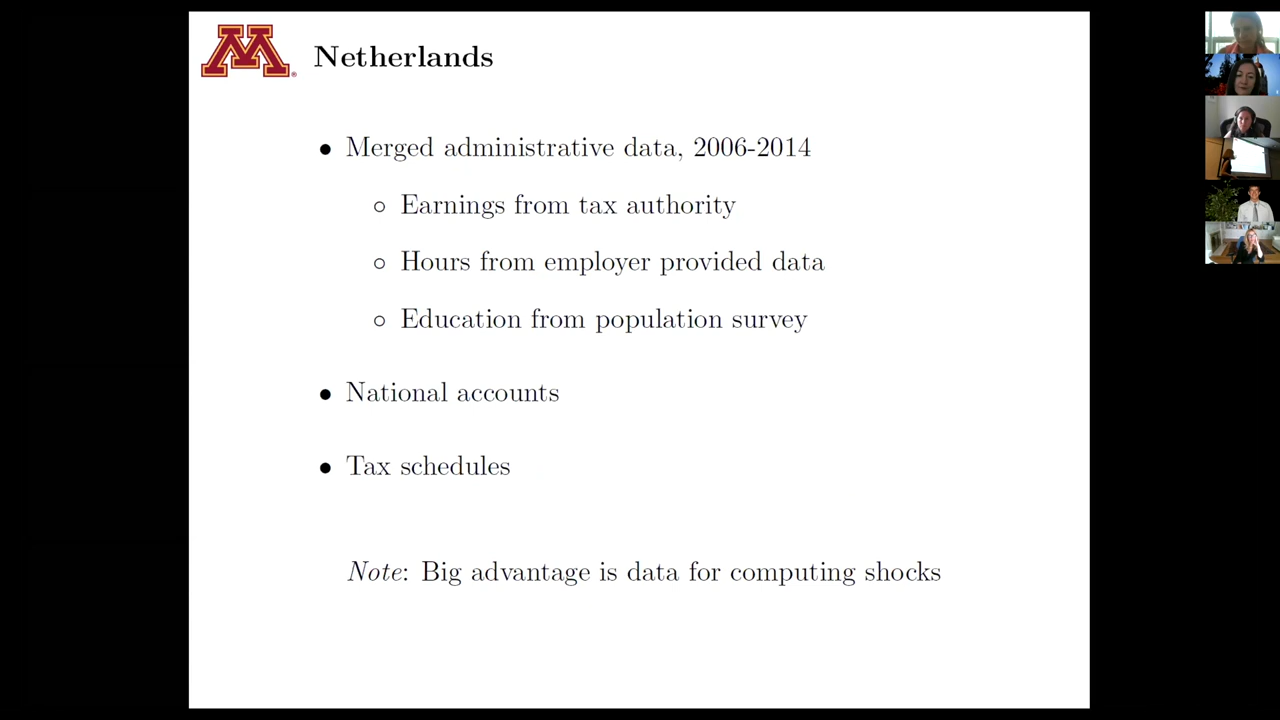 M
Netherlands
• Merged administrative data, 2006-2014
◦ Earnings from tax authority
◦ Hours from employer provided data
◦ Education from population survey
• National accounts
• Tax schedules
Note: Big advantage is data for computing shocks